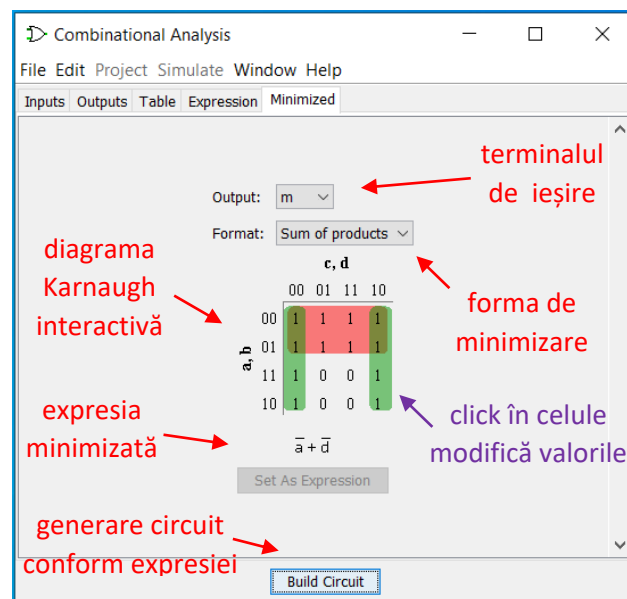 Combinational Analysis
File Edit Project Simulate Window Help
Inputs Outputs Table Expression Minimized
terminalul
de ieșire
Output: m
Format: Sum of products
diagrama
Karnaugh
interactivă
c, d
00 01 11 10
a, b
00 1 1 1 1
01 1 1 1 1
11 1 0 0 1
10 1 0 0 1
forma de
minimizare
expresia
minimizată
click în celule
modifică valorile
a̅ + d̅
Set As Expression
generare circuit
conform expresiei
Build Circuit